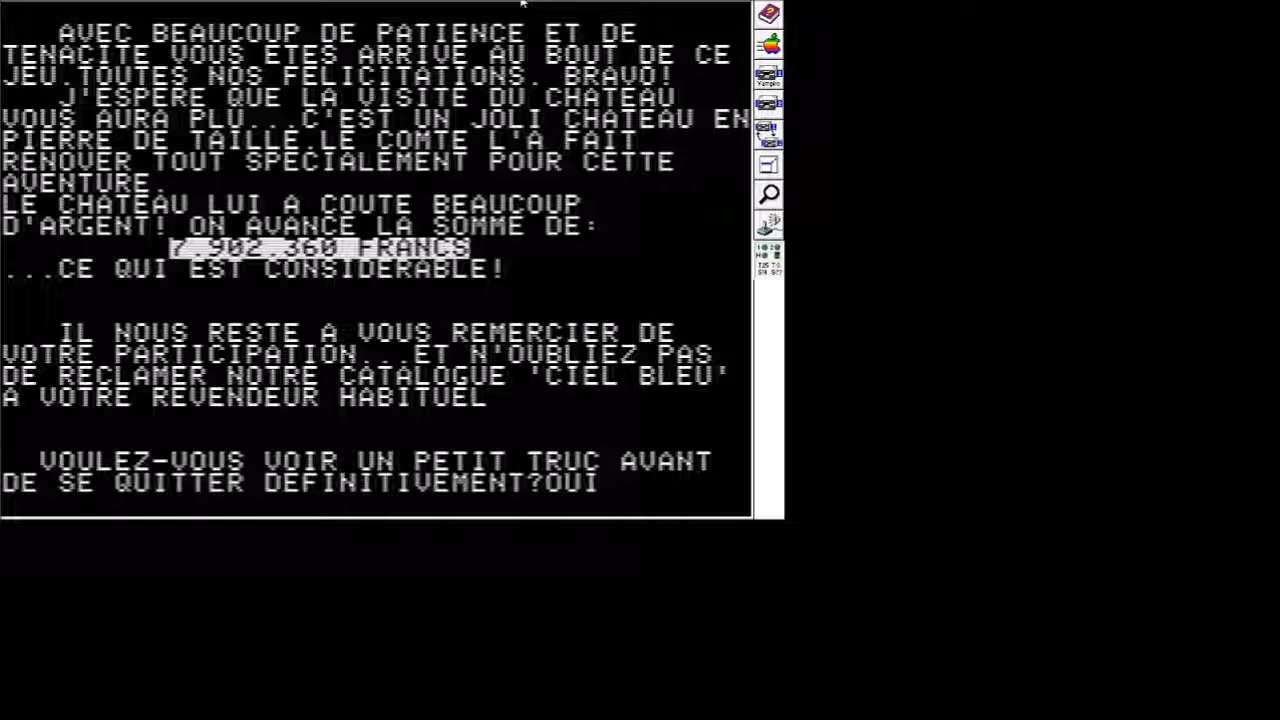 AVEC BEAUCOUP DE PATIENCE ET DE
TENACITE VOUS ETES ARRIVE AU BOUT DE CE
JEU.TOUTES NOS FELICITATIONS. BRAVO!
J'ESPERE QUE LA VISITE DU CHATEAU
VOUS AURA PLU...C'EST UN JOLI CHATEAU EN
PIERRE DE TAILLE.LE COMTE L'A FAIT
RENOVER TOUT SPECIALEMENT POUR CETTE
AVENTURE.
LE CHATEAU LUI A COUTE BEAUCOUP
D'ARGENT! ON AVANCE LA SOMME DE:
7.902.360 FRANCS
...CE QUI EST CONSIDERABLE!
IL NOUS RESTE A VOUS REMERCIER DE
VOTRE PARTICIPATION...ET N'OUBLIEZ PAS
DE RECLAMER NOTRE CATALOGUE 'CIEL BLEU'
A VOTRE REVENDEUR HABITUEL
VOULEZ-VOUS VOIR UN PETIT TRUC AVANT
DE SE QUITTER DEFINITIVEMENT?OUI